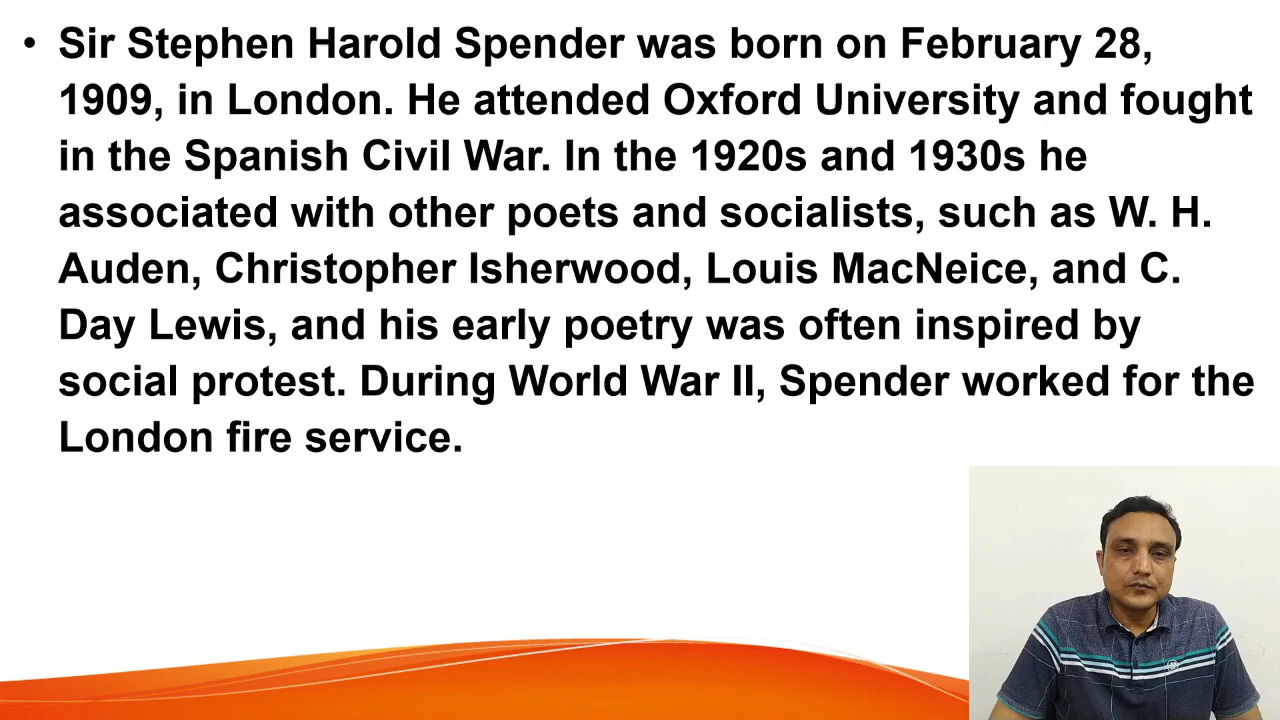 • Sir Stephen Harold Spender was born on February 28,
1909, in London. He attended Oxford University and fought
in the Spanish Civil War. In the 1920s and 1930s he
associated with other poets and socialists, such as W. H.
Auden, Christopher Isherwood, Louis MacNeice, and C.
Day Lewis, and his early poetry was often inspired by
social protest. During World War II, Spender worked for the
London fire service.